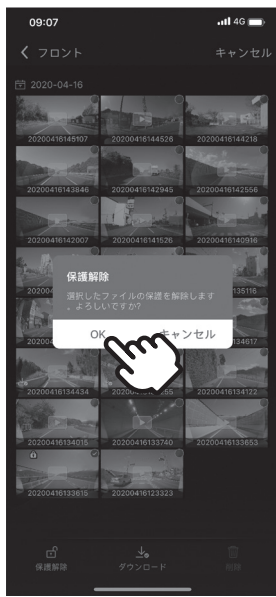 09:07 4G
フロント キャンセル
2020-04-16
20200416145107 20200416144526 20200416144218
20200416143846 20200416142945 20200416142556
20200416142007 20200416141526 20200416140916
保護解除
選択したファイルの保護を解除します
。よろしいですか?
OK キャンセル
20200416134434 20200416134122
20200416134015 20200416133740 20200416133653
20200416133615 20200416123323
保護解除 ダウンロード 削除